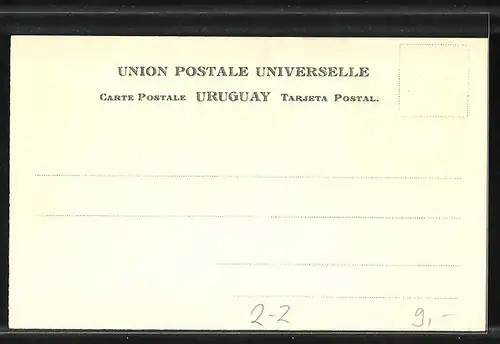 UNION POSTALE UNIVERSELLE
CARTE POSTALE URUGUAY TARJETA POSTAL.
2-2 9,-